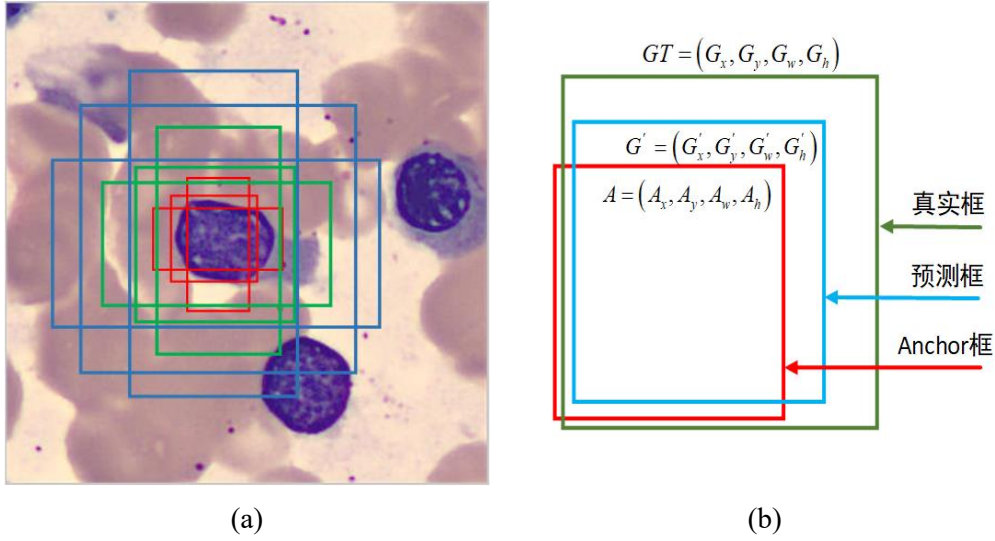 GT = (G_x, G_y, G_w, G_h)
G' = (G'_x, G'_y, G'_w, G'_h)
A = (A_x, A_y, A_w, A_h)
真实框
预测框
Anchor框
(a)
(b)